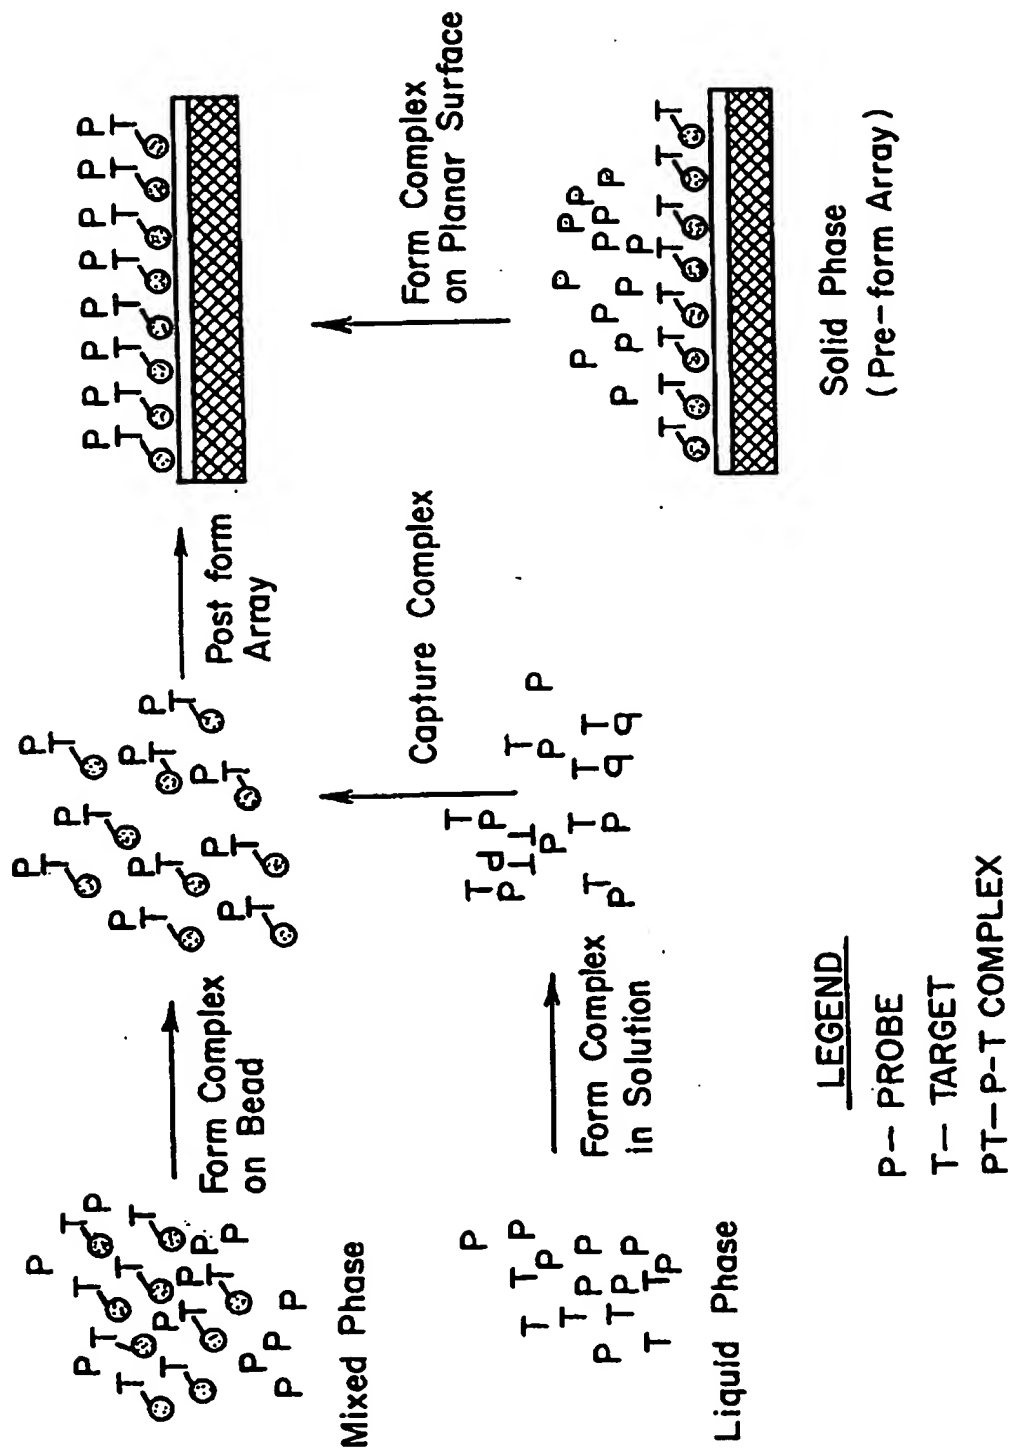 P P P P P P P P P P P
T T T T T T T T T
Mixed Phase
Form Complex
on Bead
P P P P P P P P P P
T T T T T T T T T T
Post form
Array
P P P P P P P P
T T T T T T T T
Form Complex
on Planar Surface
Capture Complex
P P P P P P P P
T T T T T T
Liquid Phase
Form Complex
in Solution
T T T T T T T T T
P P P P P P P
P P P P P P P P P P P P
T T T T T T T T
Solid Phase
(Pre-form Array)
LEGEND
P— PROBE
T— TARGET
PT— P-T COMPLEX